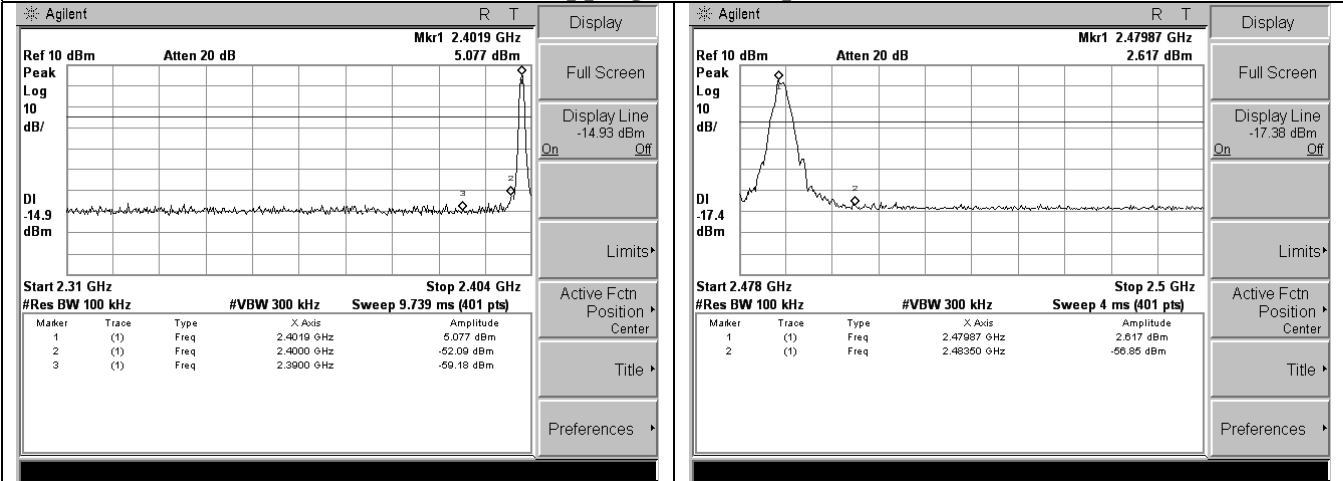 Agilent R T
Mkr1 2.4019 GHz
Ref 10 dBm Atten 20 dB 5.077 dBm
Peak
Log
10
dB/
1
2
3
DI
-14.9
dBm
Start 2.31 GHz Stop 2.404 GHz
#Res BW 100 kHz #VBW 300 kHz Sweep 9.739 ms (401 pts)
Marker Trace Type X Axis Amplitude
1 (1) Freq 2.4019 GHz 5.077 dBm
2 (1) Freq 2.4000 GHz -52.09 dBm
3 (1) Freq 2.3900 GHz -59.18 dBm
Display
Full Screen
Display Line
-14.93 dBm
On Off
Limits
Active Fctn
Position
Center
Title
Preferences
Agilent R T
Mkr1 2.47987 GHz
Ref 10 dBm Atten 20 dB 2.617 dBm
Peak
Log
10
dB/
1
2
DI
-17.4
dBm
Start 2.478 GHz Stop 2.5 GHz
#Res BW 100 kHz #VBW 300 kHz Sweep 4 ms (401 pts)
Marker Trace Type X Axis Amplitude
1 (1) Freq 2.47987 GHz 2.617 dBm
2 (1) Freq 2.48350 GHz -56.85 dBm
Display
Full Screen
Display Line
-17.38 dBm
On Off
Limits
Active Fctn
Position
Center
Title
Preferences